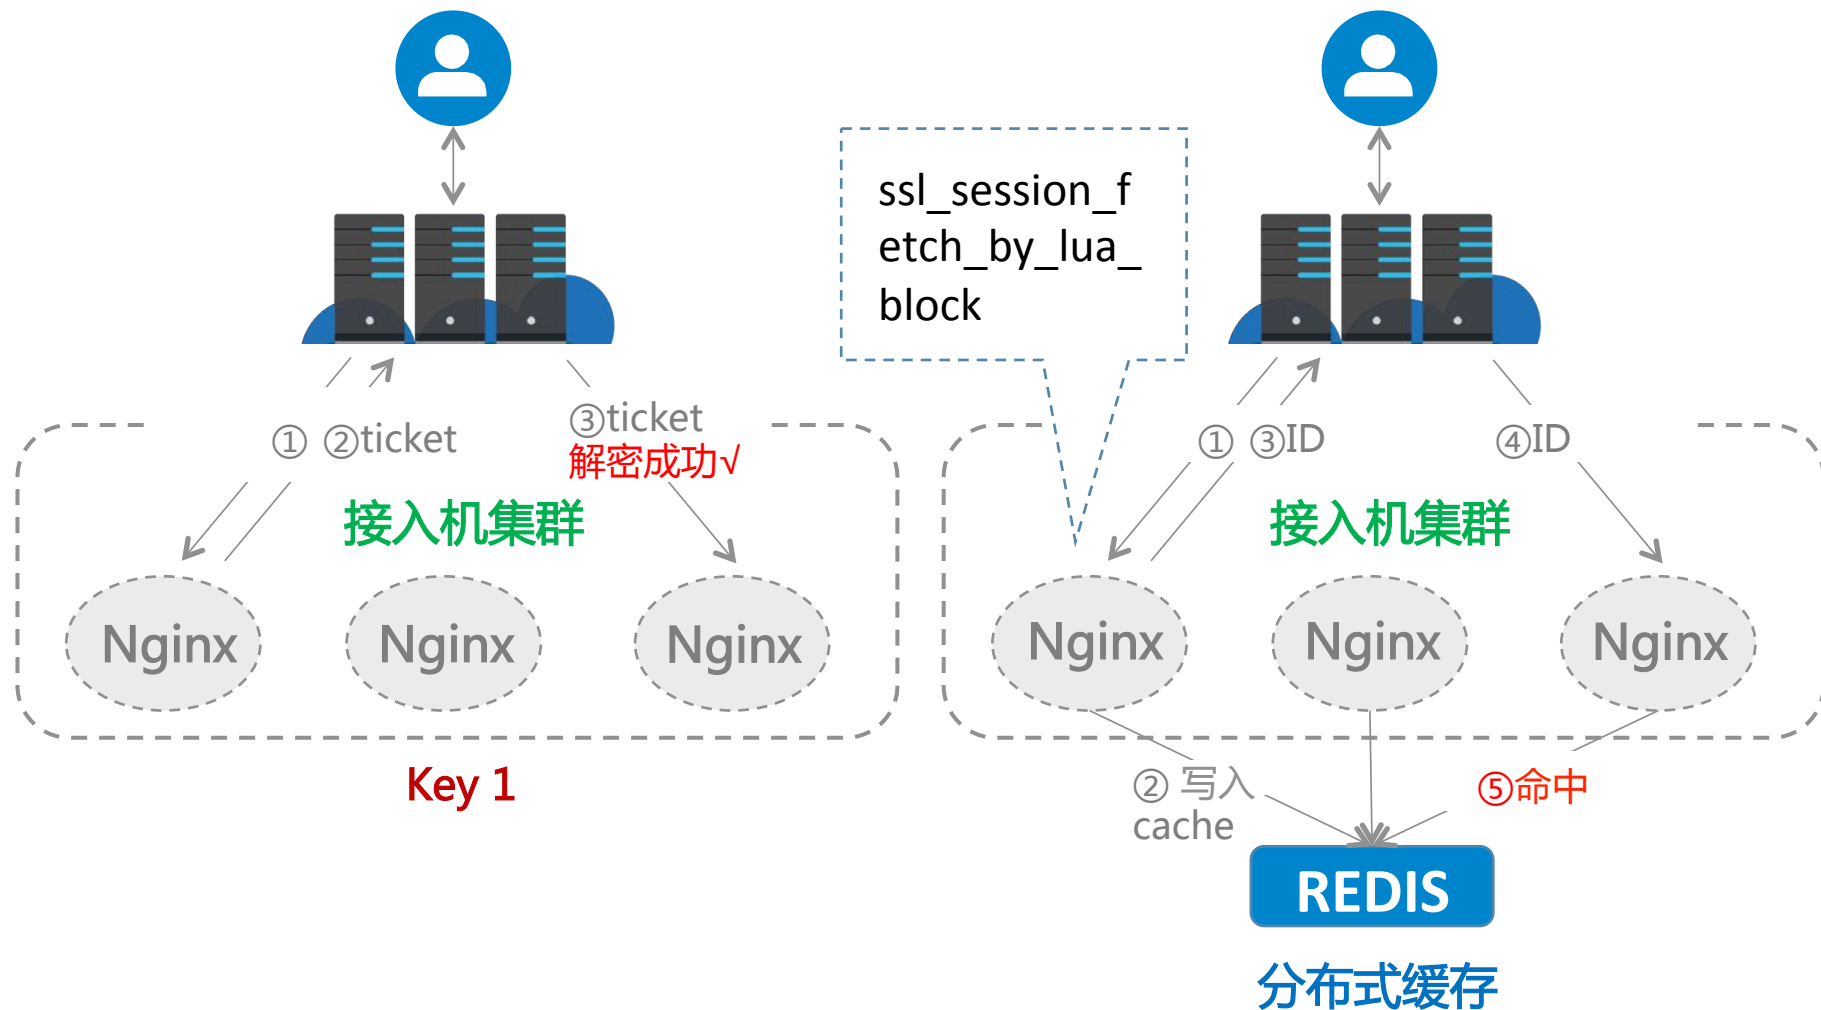 ① ②ticket
③ticket
解密成功√
接入机集群
Nginx
Nginx
Nginx
Key 1
ssl_session_f
etch_by_lua_
block
① ③ID
④ID
接入机集群
Nginx
Nginx
Nginx
② 写入
cache
⑤命中
REDIS
分布式缓存